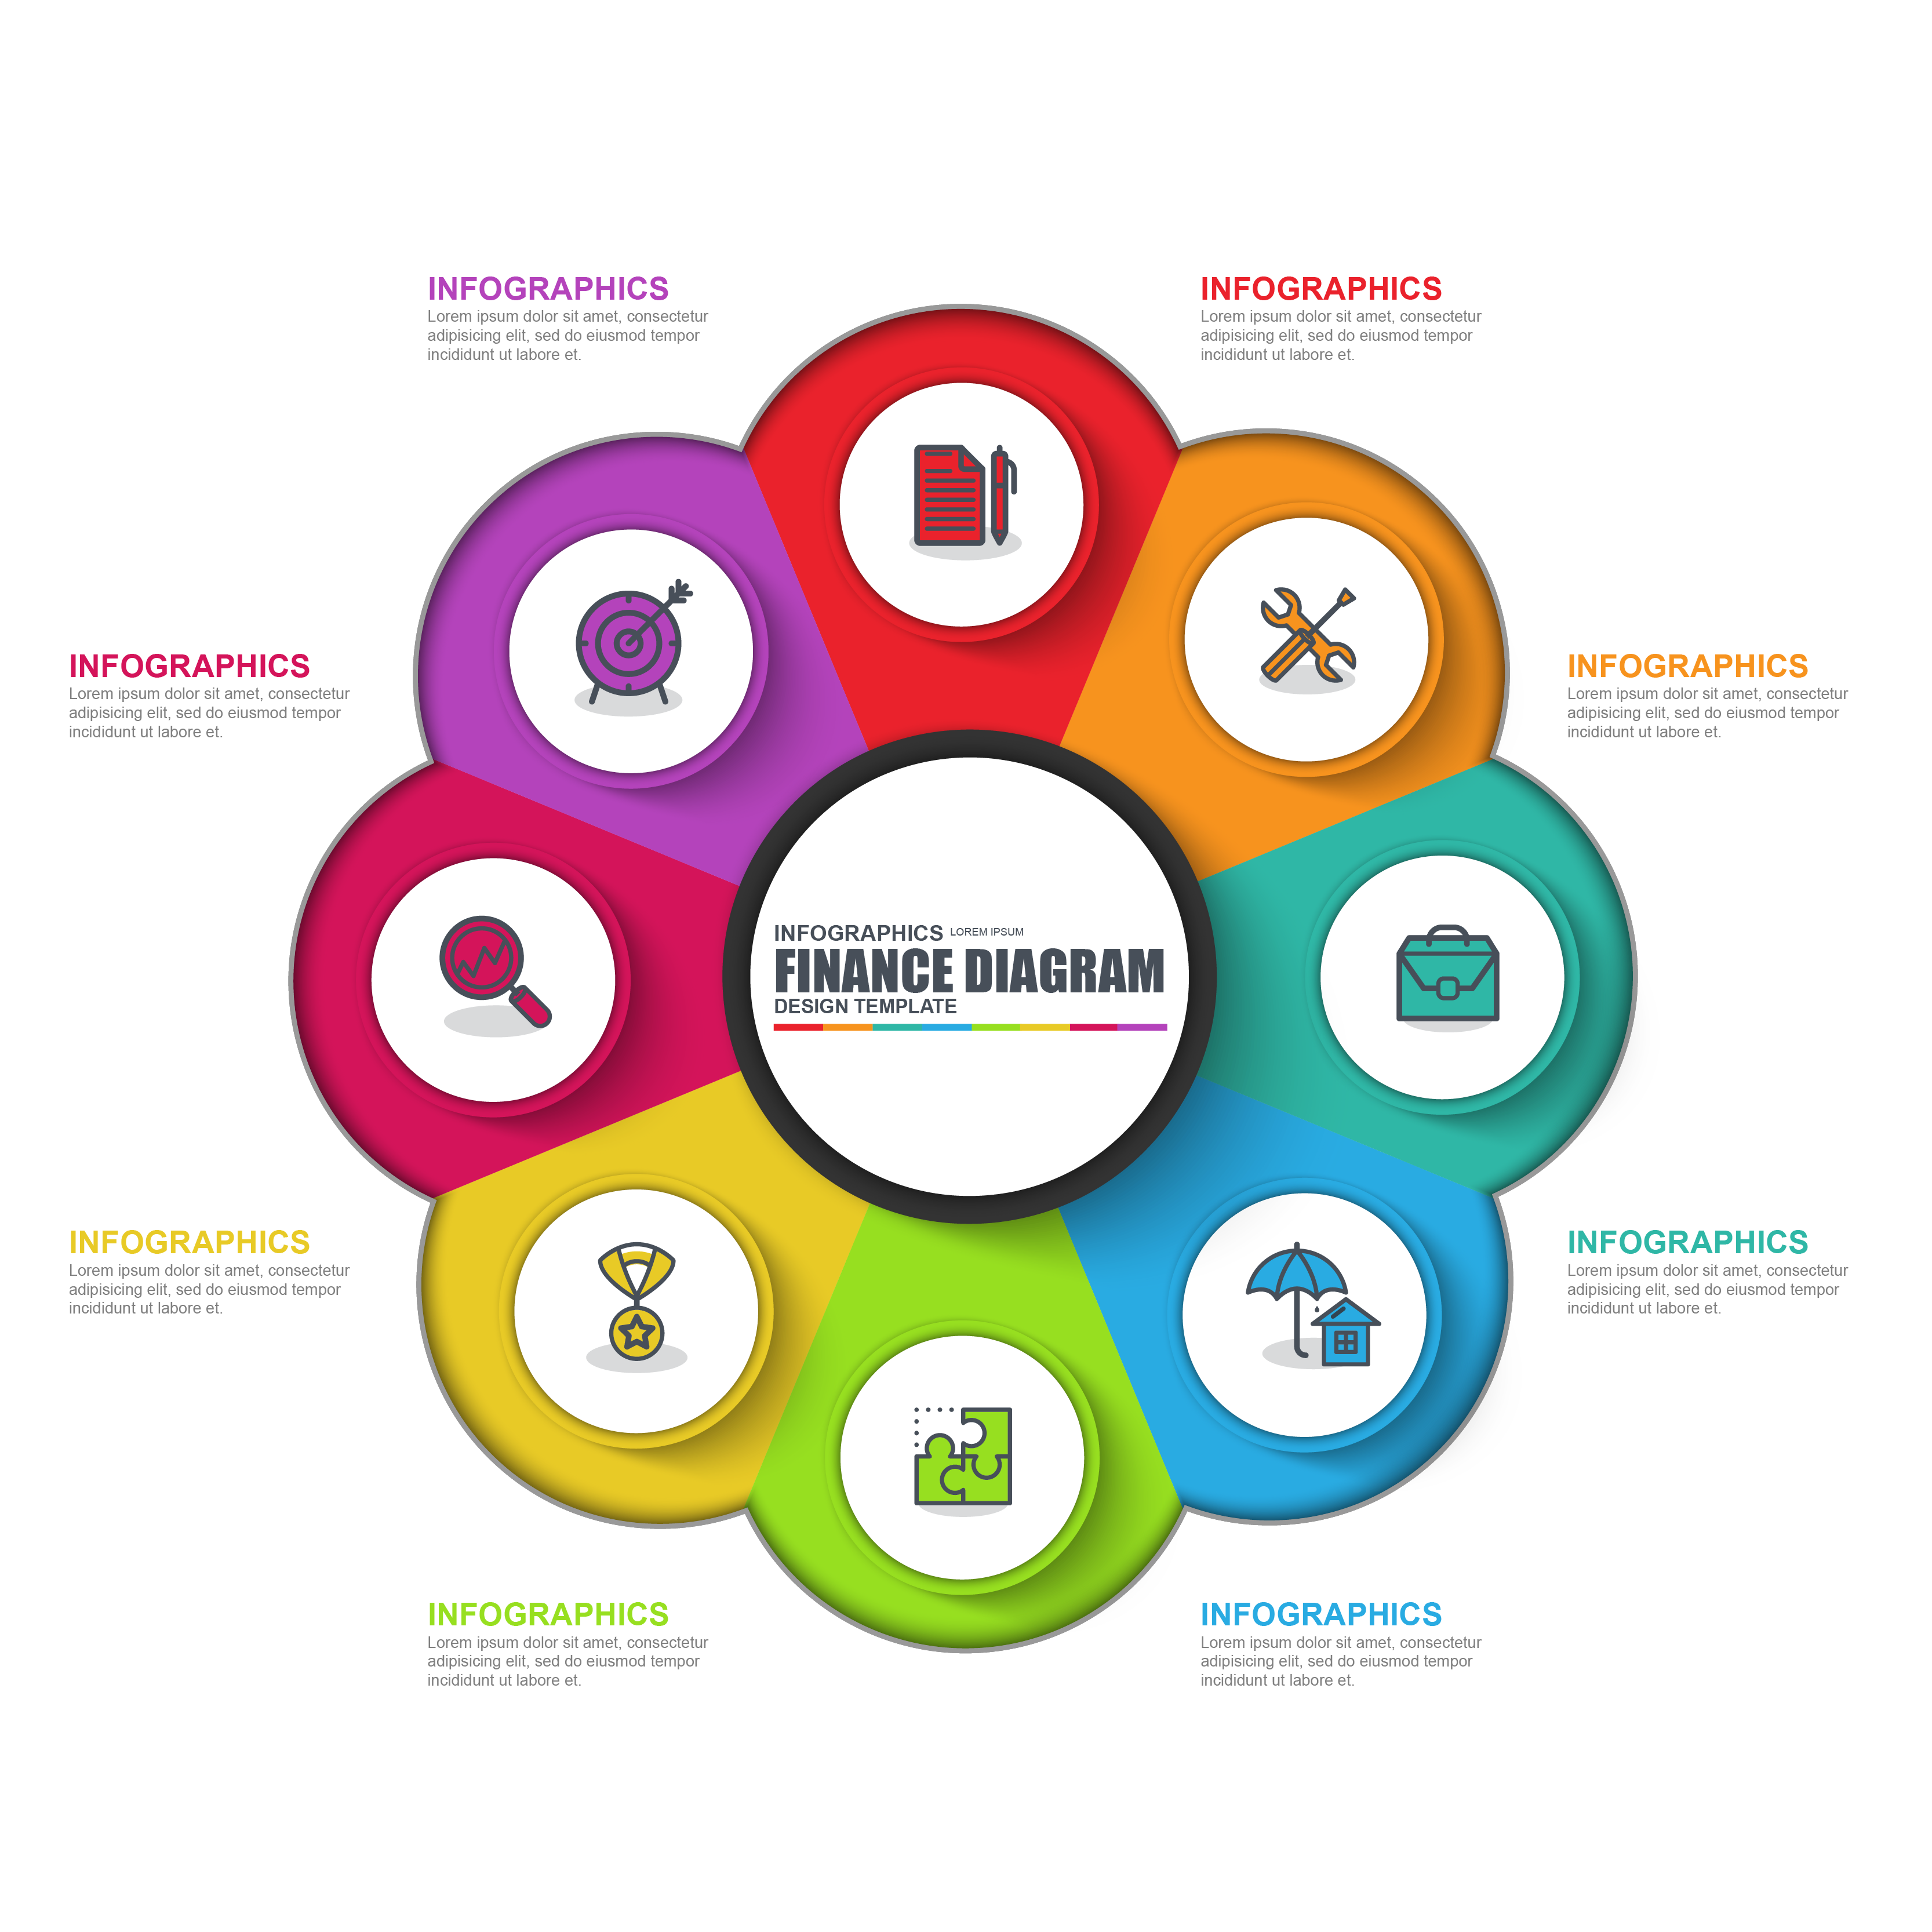 INFOGRAPHICS
Lorem ipsum dolor sit amet, consectetur
adipisicing elit, sed do eiusmod tempor
incididunt ut labore et.
INFOGRAPHICS
Lorem ipsum dolor sit amet, consectetur
adipisicing elit, sed do eiusmod tempor
incididunt ut labore et.
INFOGRAPHICS
Lorem ipsum dolor sit amet, consectetur
adipisicing elit, sed do eiusmod tempor
incididunt ut labore et.
INFOGRAPHICS
Lorem ipsum dolor sit amet, consectetur
adipisicing elit, sed do eiusmod tempor
incididunt ut labore et.
INFOGRAPHICS LOREM IPSUM
FINANCE DIAGRAM
DESIGN TEMPLATE
INFOGRAPHICS
Lorem ipsum dolor sit amet, consectetur
adipisicing elit, sed do eiusmod tempor
incididunt ut labore et.
INFOGRAPHICS
Lorem ipsum dolor sit amet, consectetur
adipisicing elit, sed do eiusmod tempor
incididunt ut labore et.
INFOGRAPHICS
Lorem ipsum dolor sit amet, consectetur
adipisicing elit, sed do eiusmod tempor
incididunt ut labore et.
INFOGRAPHICS
Lorem ipsum dolor sit amet, consectetur
adipisicing elit, sed do eiusmod tempor
incididunt ut labore et.